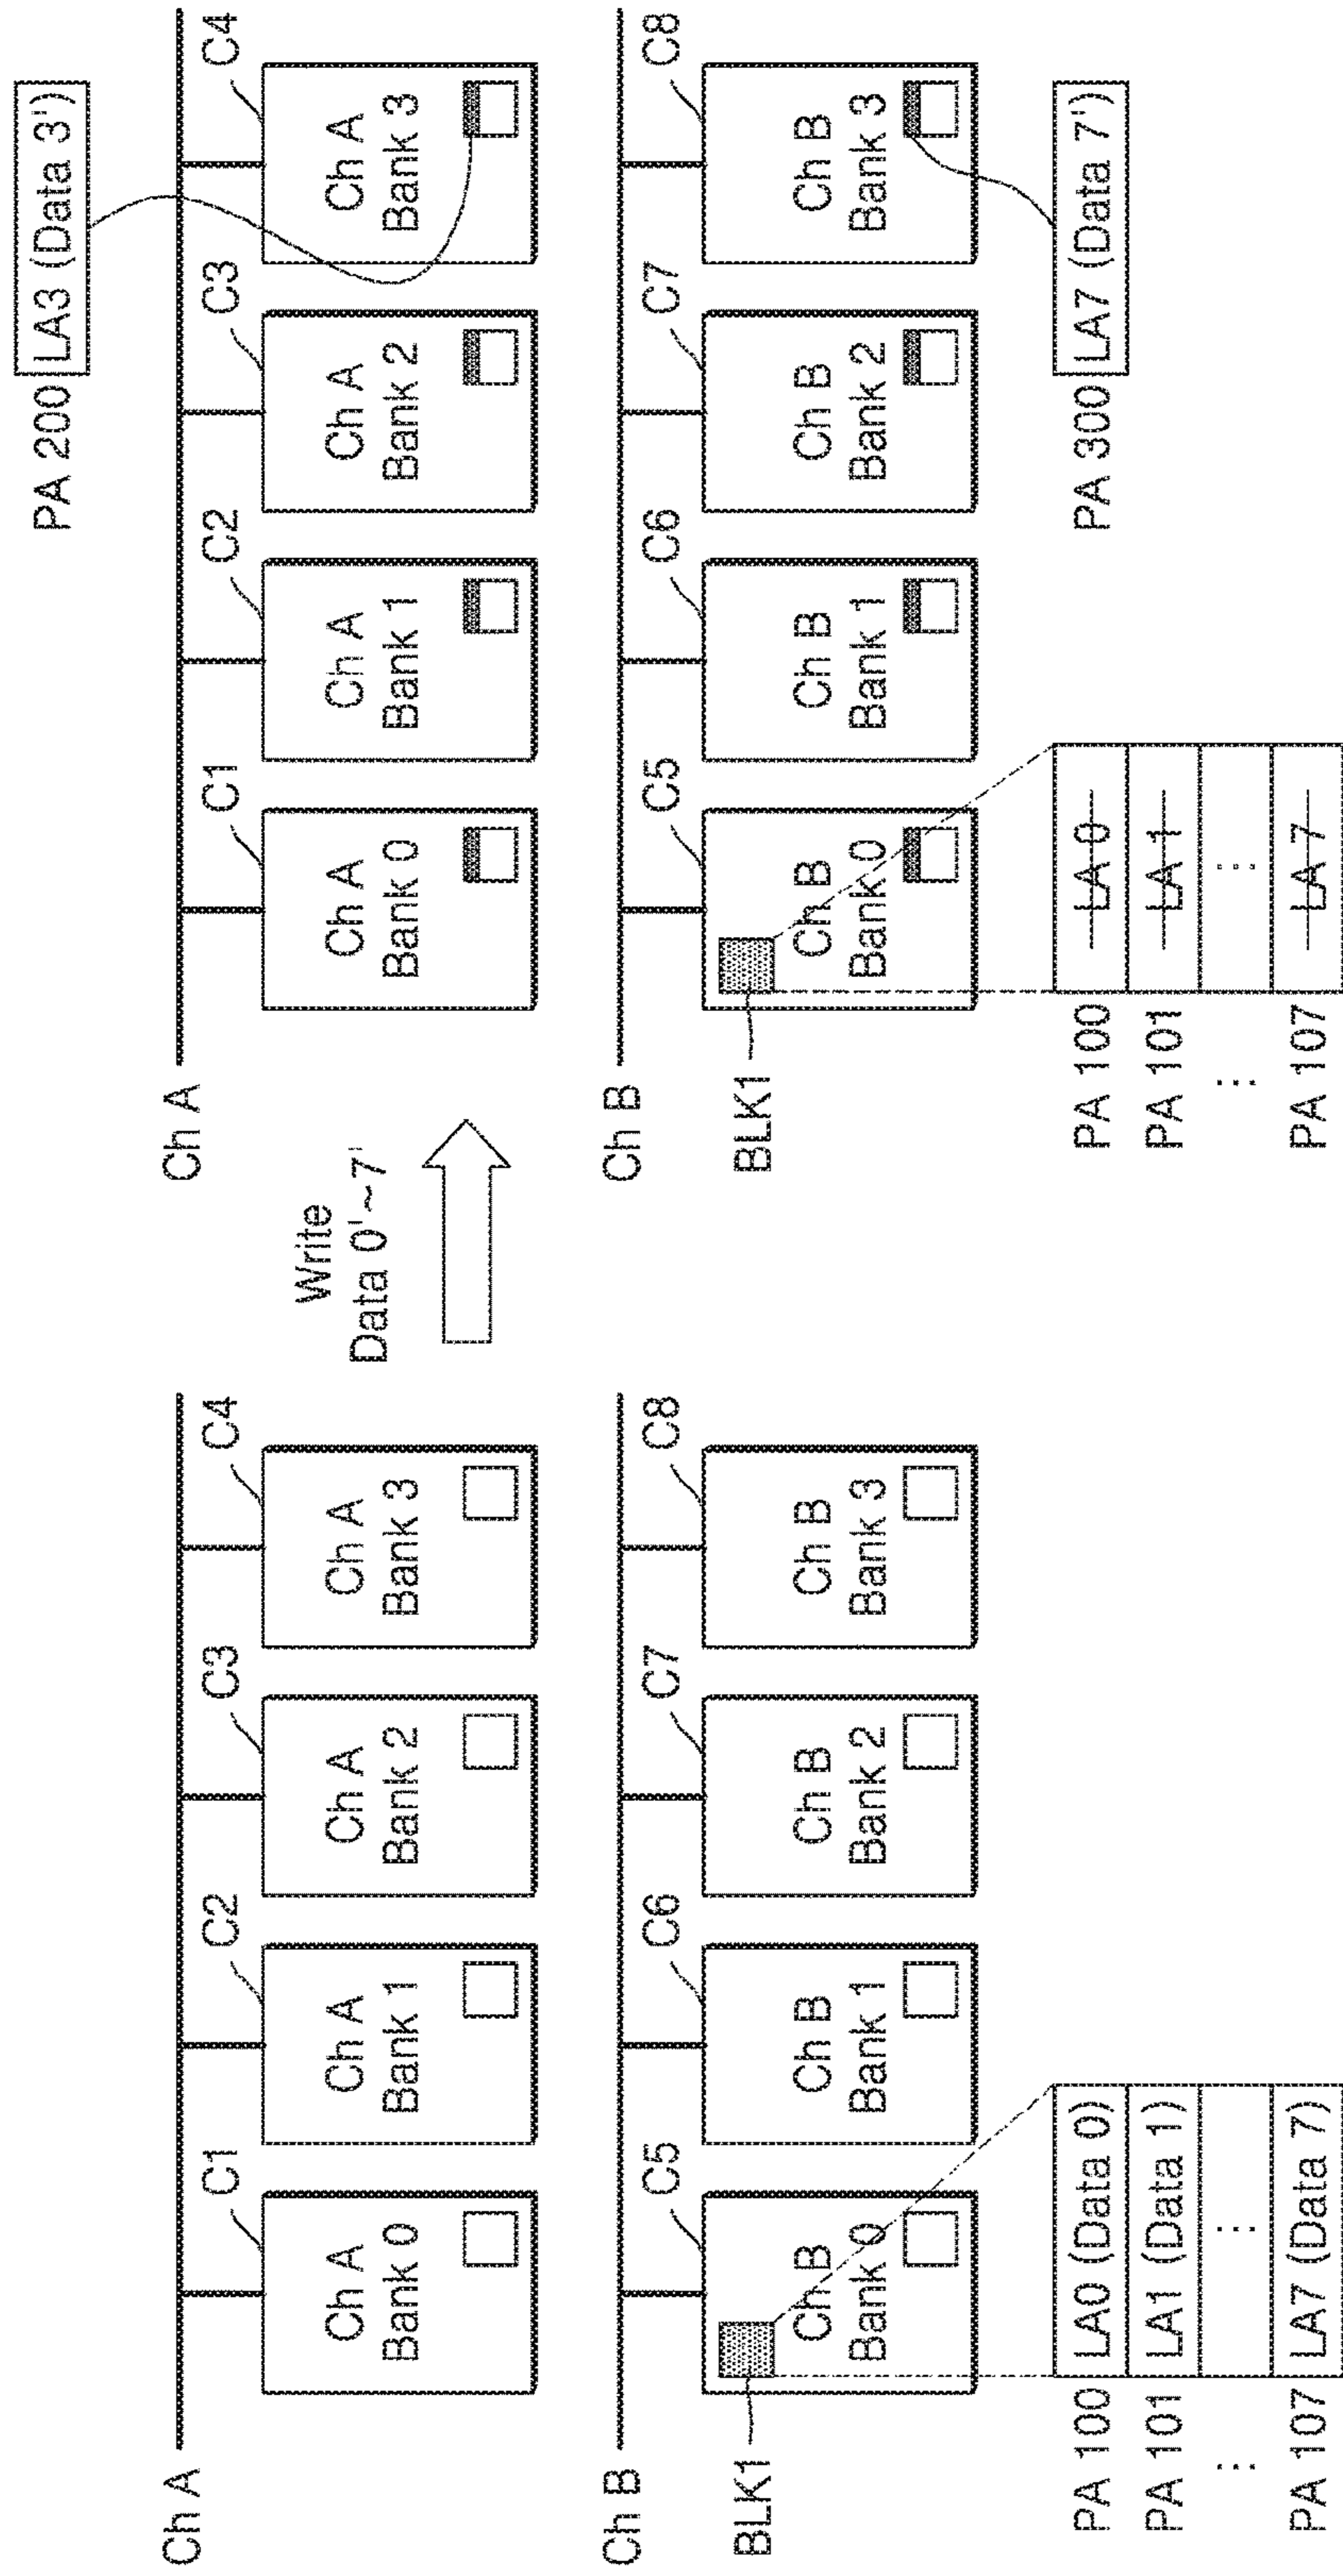 Ch A
C1
C2
C3
C4
Ch A
Bank 0
Ch A
Bank 1
Ch A
Bank 2
Ch A
Bank 3
Ch B
C5
C6
C7
C8
BLK1
Ch B
Bank 0
Ch B
Bank 1
Ch B
Bank 2
Ch B
Bank 3
PA 100 LA0 (Data 0)
PA 101 LA1 (Data 1)
⋮ ⋮
PA 107 LA7 (Data 7)
Write
Data 0'~7'
PA 200 LA3 (Data 3')
Ch A
C1
C2
C3
C4
Ch A
Bank 0
Ch A
Bank 1
Ch A
Bank 2
Ch A
Bank 3
Ch B
C5
C6
C7
C8
BLK1
Ch B
Bank 0
Ch B
Bank 1
Ch B
Bank 2
Ch B
Bank 3
PA 300 LA7 (Data 7')
PA 100 LA 0
PA 101 LA 1
⋮ ⋮
PA 107 LA 7